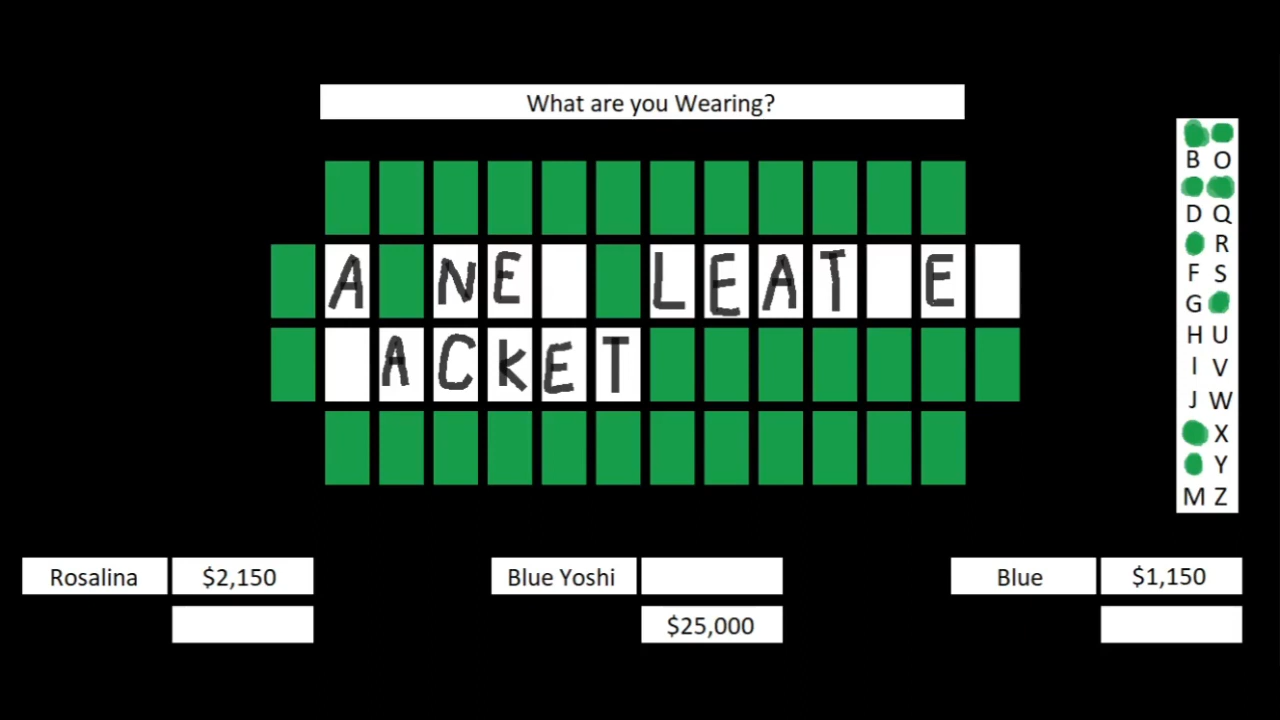 What are you Wearing?
A NE LEAT E
ACKET
B O
D Q
R
F S
G
H U
I V
J W
X
Y
M Z
Rosalina $2,150 Blue Yoshi Blue $1,150
$25,000